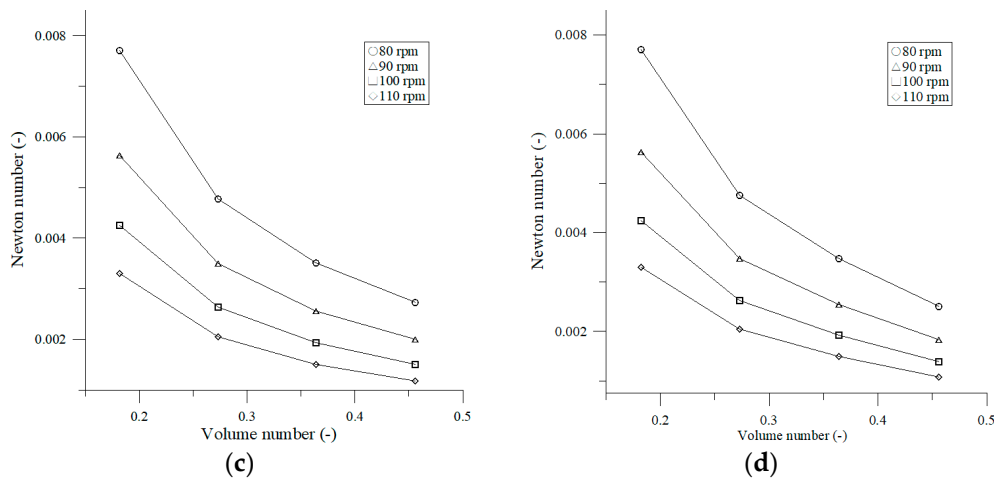 0.008
0.006
0.004
0.002
Newton number (-)
80 rpm
90 rpm
100 rpm
110 rpm
0.2 0.3 0.4 0.5
Volume number (-)
(c)
0.008
0.006
0.004
0.002
Newton number (-)
80 rpm
90 rpm
100 rpm
110 rpm
0.2 0.3 0.4 0.5
Volume number (-)
(d)